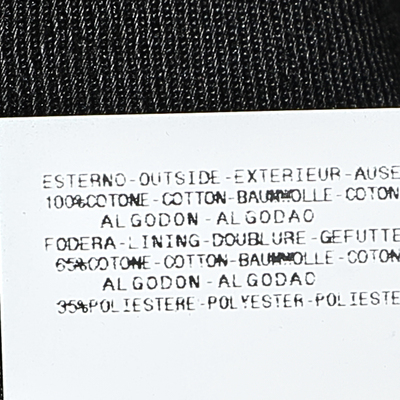 ESTERNO-OUTSIDE-EXTERIEUR-AUSE
100%COTONE-COTTON-BAUMWOLLE-COTON
ALGODON-ALGODAO
FODERA-LINING-DOUBLURE-GEFUTTE
65%COTONE-COTTON-BAUMWOLLE-COTON
ALGODON-ALGODAO
35%POLIESTERE-POLYESTER-POLIESTE